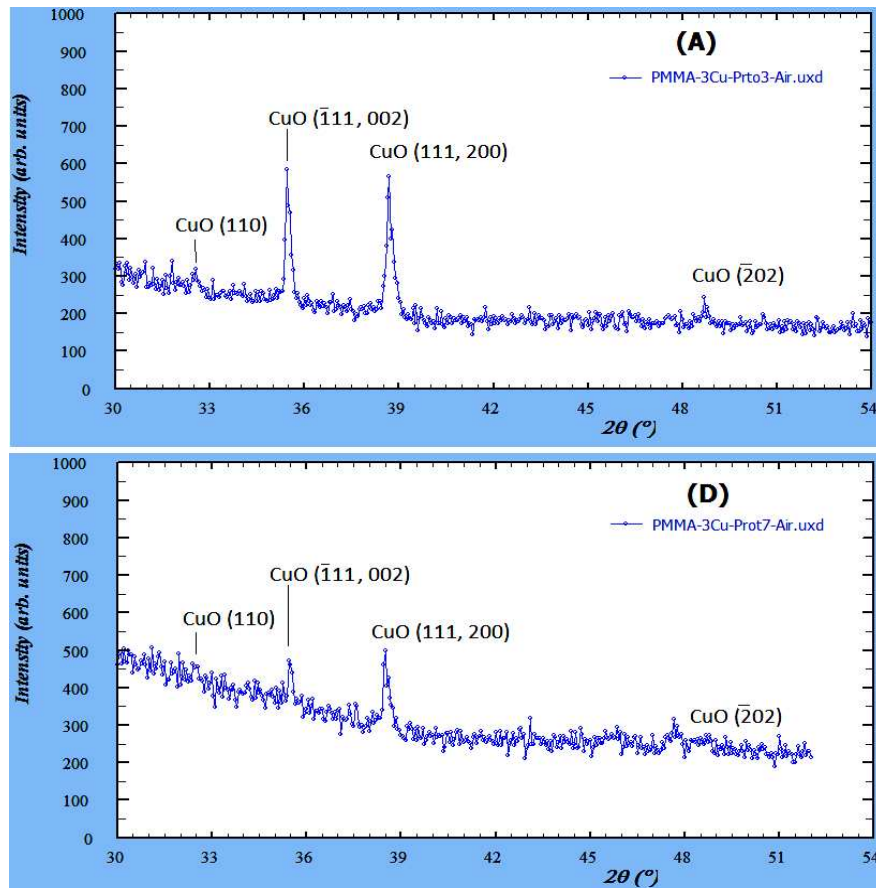 1000
(A)
900
PMMA-3Cu-Prto3-Air.uxd
800
700
CuO (1̅11, 002)
600
CuO (111, 200)
500
CuO (110)
400
CuO (2̅02)
300
200
100
0
30 33 36 39 42 45 48 51 54
2θ (°)
Intensity (arb. units)
1000
(D)
900
PMMA-3Cu-Prot7-Air.uxd
800
700
CuO (1̅11, 002)
600
CuO (110)
CuO (111, 200)
500
400
300
CuO (2̅02)
200
100
0
30 33 36 39 42 45 48 51 54
2θ (°)
Intensity (arb. units)